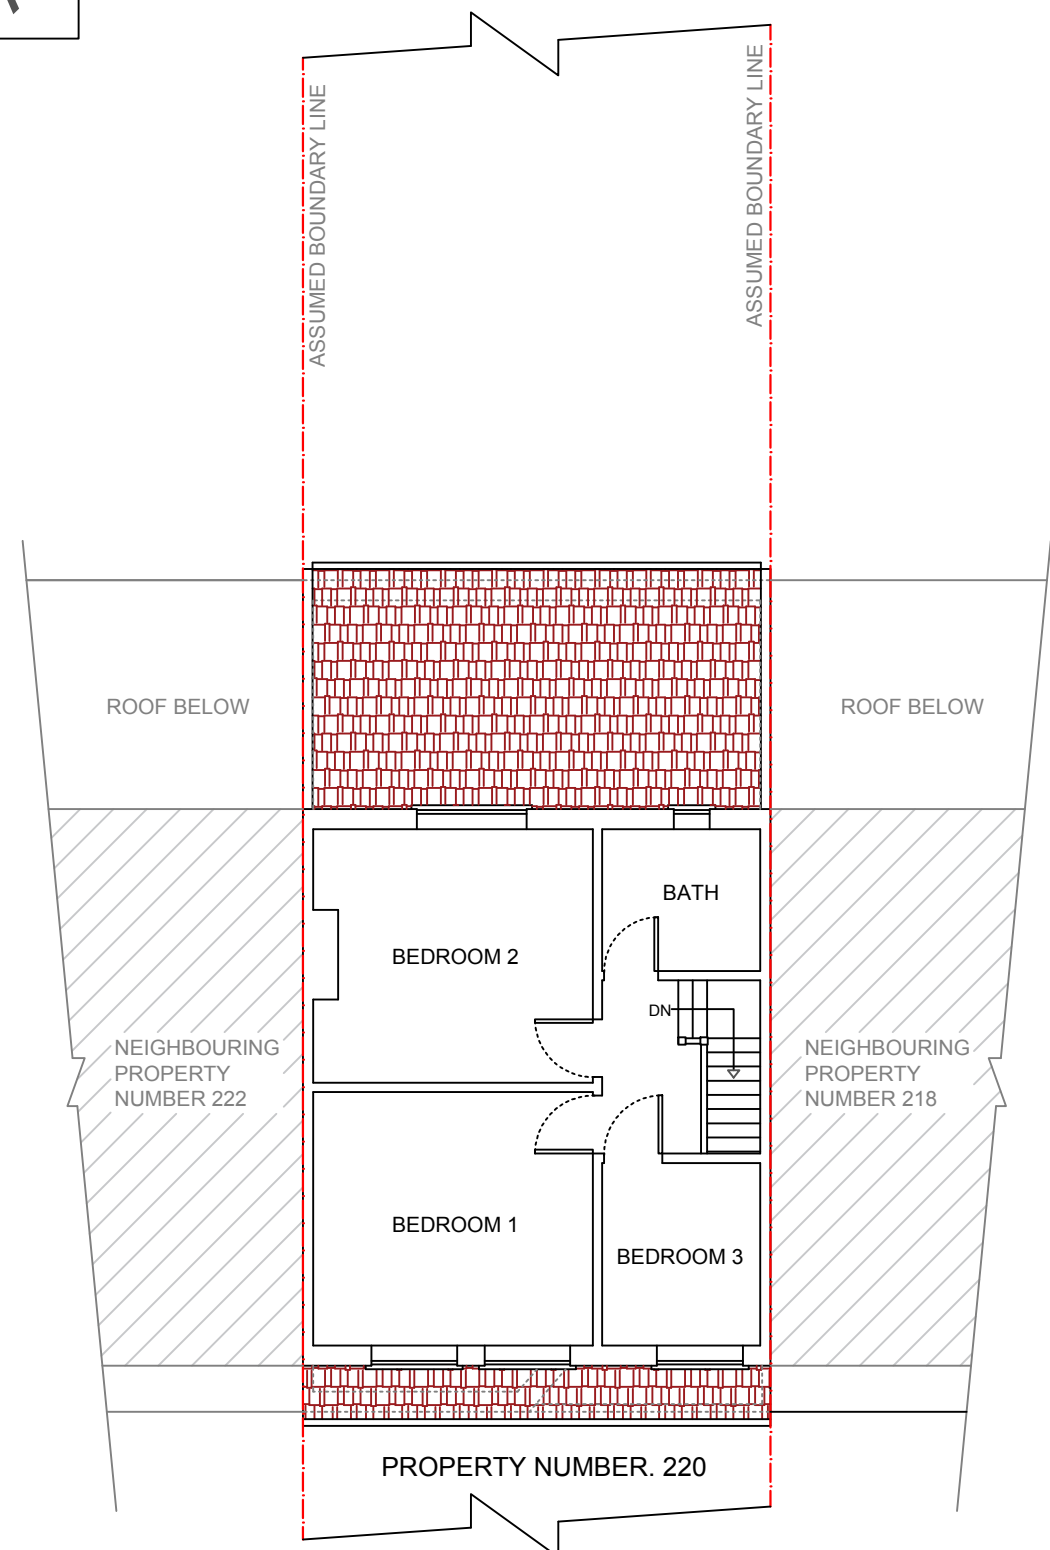 ASSUMED BOUNDARY LINE
ASSUMED BOUNDARY LINE
ROOF BELOW
ROOF BELOW
BATH
BEDROOM 2
DN
NEIGHBOURING
PROPERTY
NUMBER 222
NEIGHBOURING
PROPERTY
NUMBER 218
BEDROOM 1
BEDROOM 3
PROPERTY NUMBER. 220